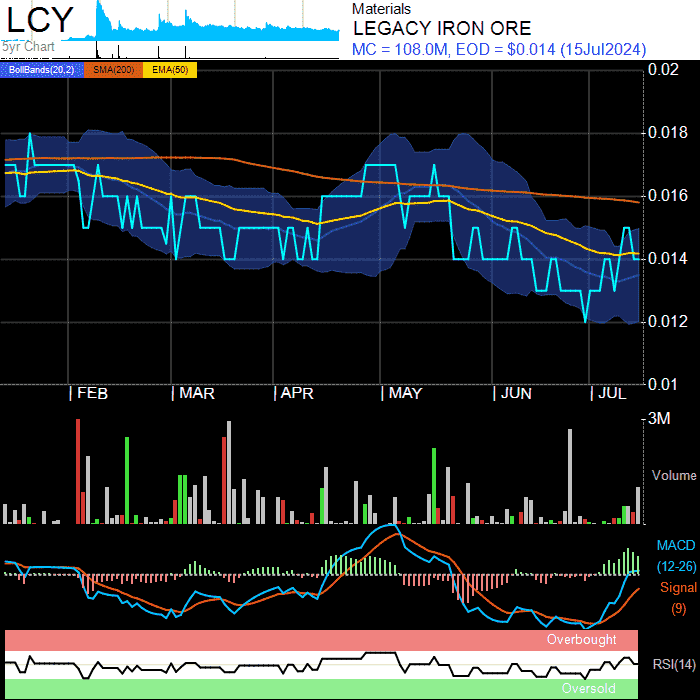 LCY
5yr Chart
Materials
LEGACY IRON ORE
MC = 108.0M, EOD = $0.014 (15Jul2024)
BollBands(20,2) SMA(200) EMA(50)
0.02
0.018
0.016
0.014
0.012
0.01
FEB MAR APR MAY JUN JUL
3M
Volume
MACD
(12-26)
Signal
(9)
Overbought
RSI(14)
Oversold